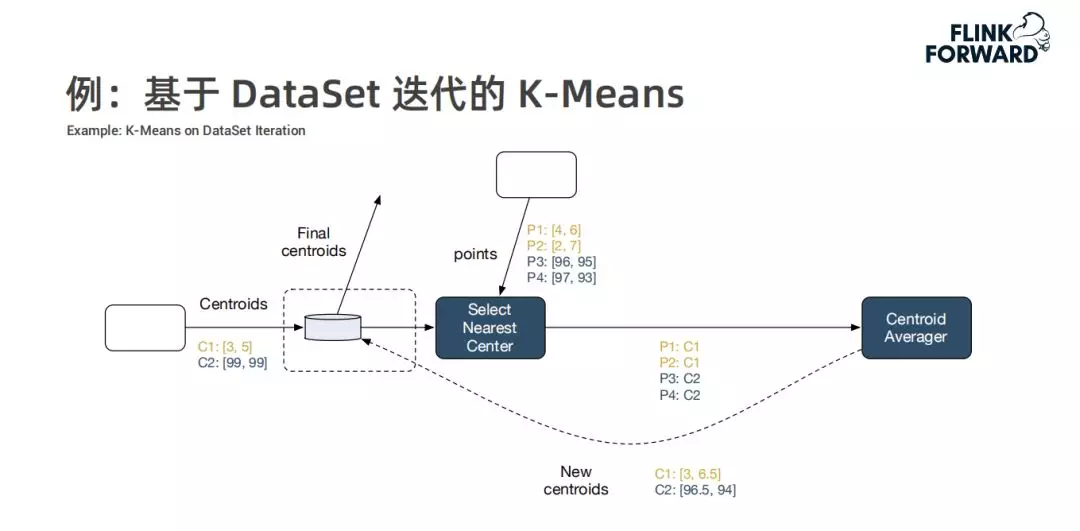 FLINK
FORWARD
例：基于 DataSet 迭代的 K-Means
Example: K-Means on DataSet Iteration
Final
centroids
points
P1: [4, 6]
P2: [2, 7]
P3: [96, 95]
P4: [97, 93]
Centroids
C1: [3, 5]
C2: [99, 99]
Select
Nearest
Center
Centroid
Averager
P1: C1
P2: C1
P3: C2
P4: C2
New
centroids
C1: [3, 6.5]
C2: [96.5, 94]